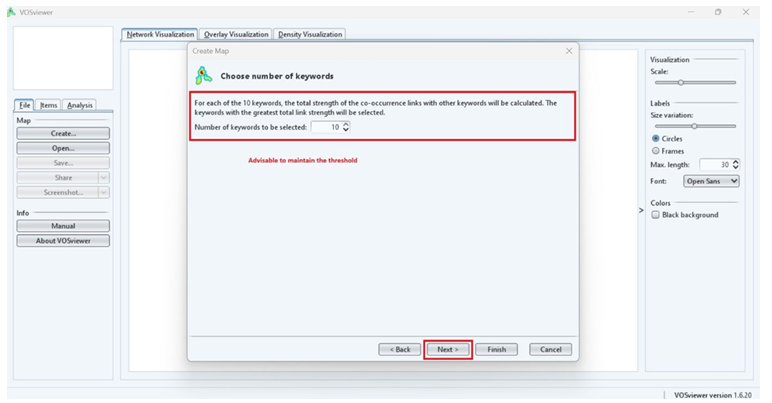 VOSviewer
Network Visualization Overlay Visualization Density Visualization
Create Map
Choose number of keywords
For each of the 10 keywords, the total strength of the co-occurrence links with other keywords will be calculated. The
keywords with the greatest total link strength will be selected.
Number of keywords to be selected: 10
Advisable to maintain the threshold
< Back Next > Finish Cancel
File Items Analysis
Map
Create...
Open...
Save...
Share
Screenshot...
Info
Manual
About VOSviewer
Visualization
Scale:
Labels
Size variation:
Circles
Frames
Max. length: 30
Font: Open Sans
Colors
Black background
>
VOSviewer version 1.6.20